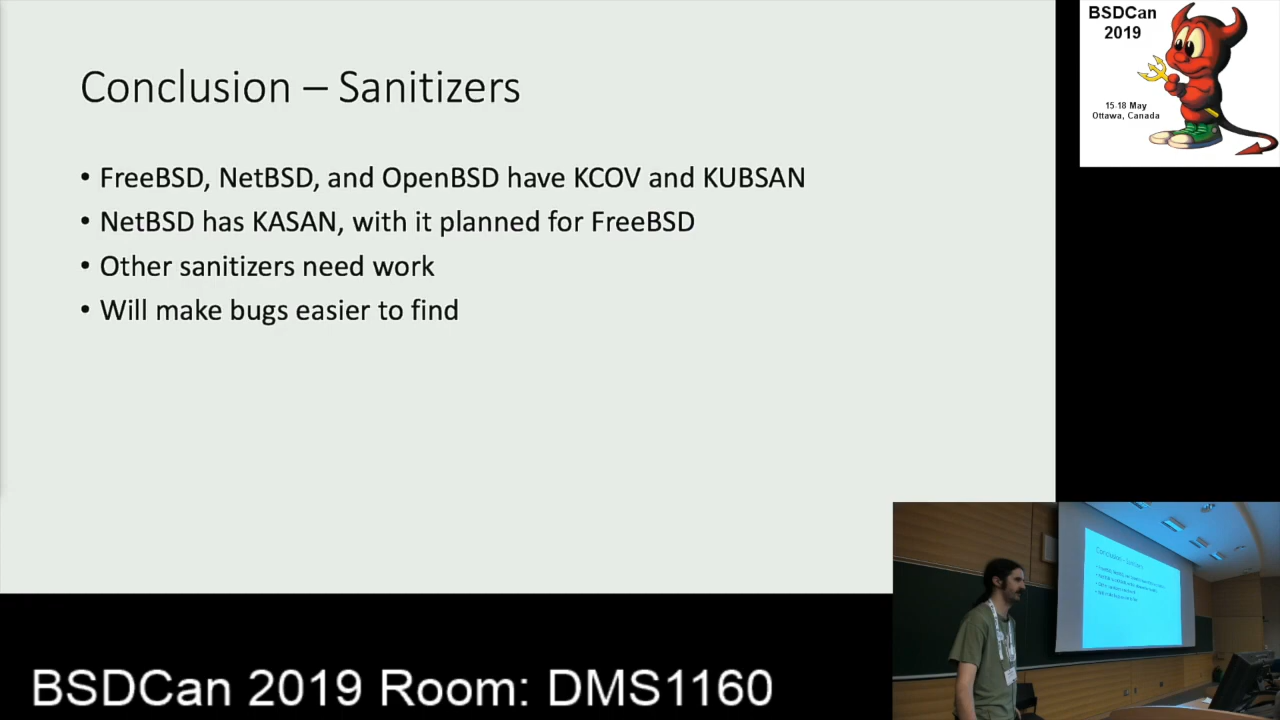 Conclusion – Sanitizers
• FreeBSD, NetBSD, and OpenBSD have KCOV and KUBSAN
• NetBSD has KASAN, with it planned for FreeBSD
• Other sanitizers need work
• Will make bugs easier to find
BSDCan
2019
15-18 May
Ottawa, Canada
Conclusion – Sanitizers
BSDCan 2019 Room: DMS1160